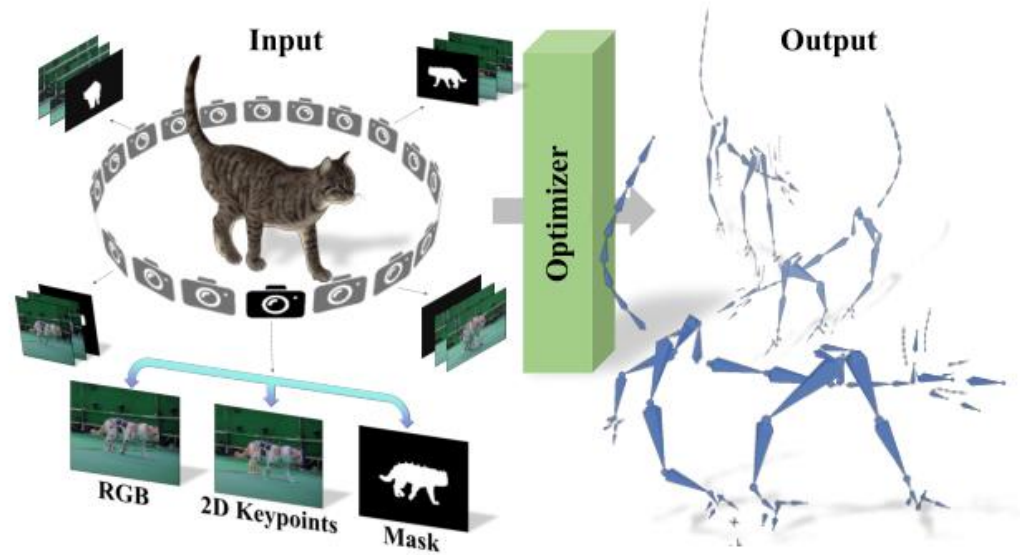 Input
Output
Optimizer
RGB
2D Keypoints
Mask